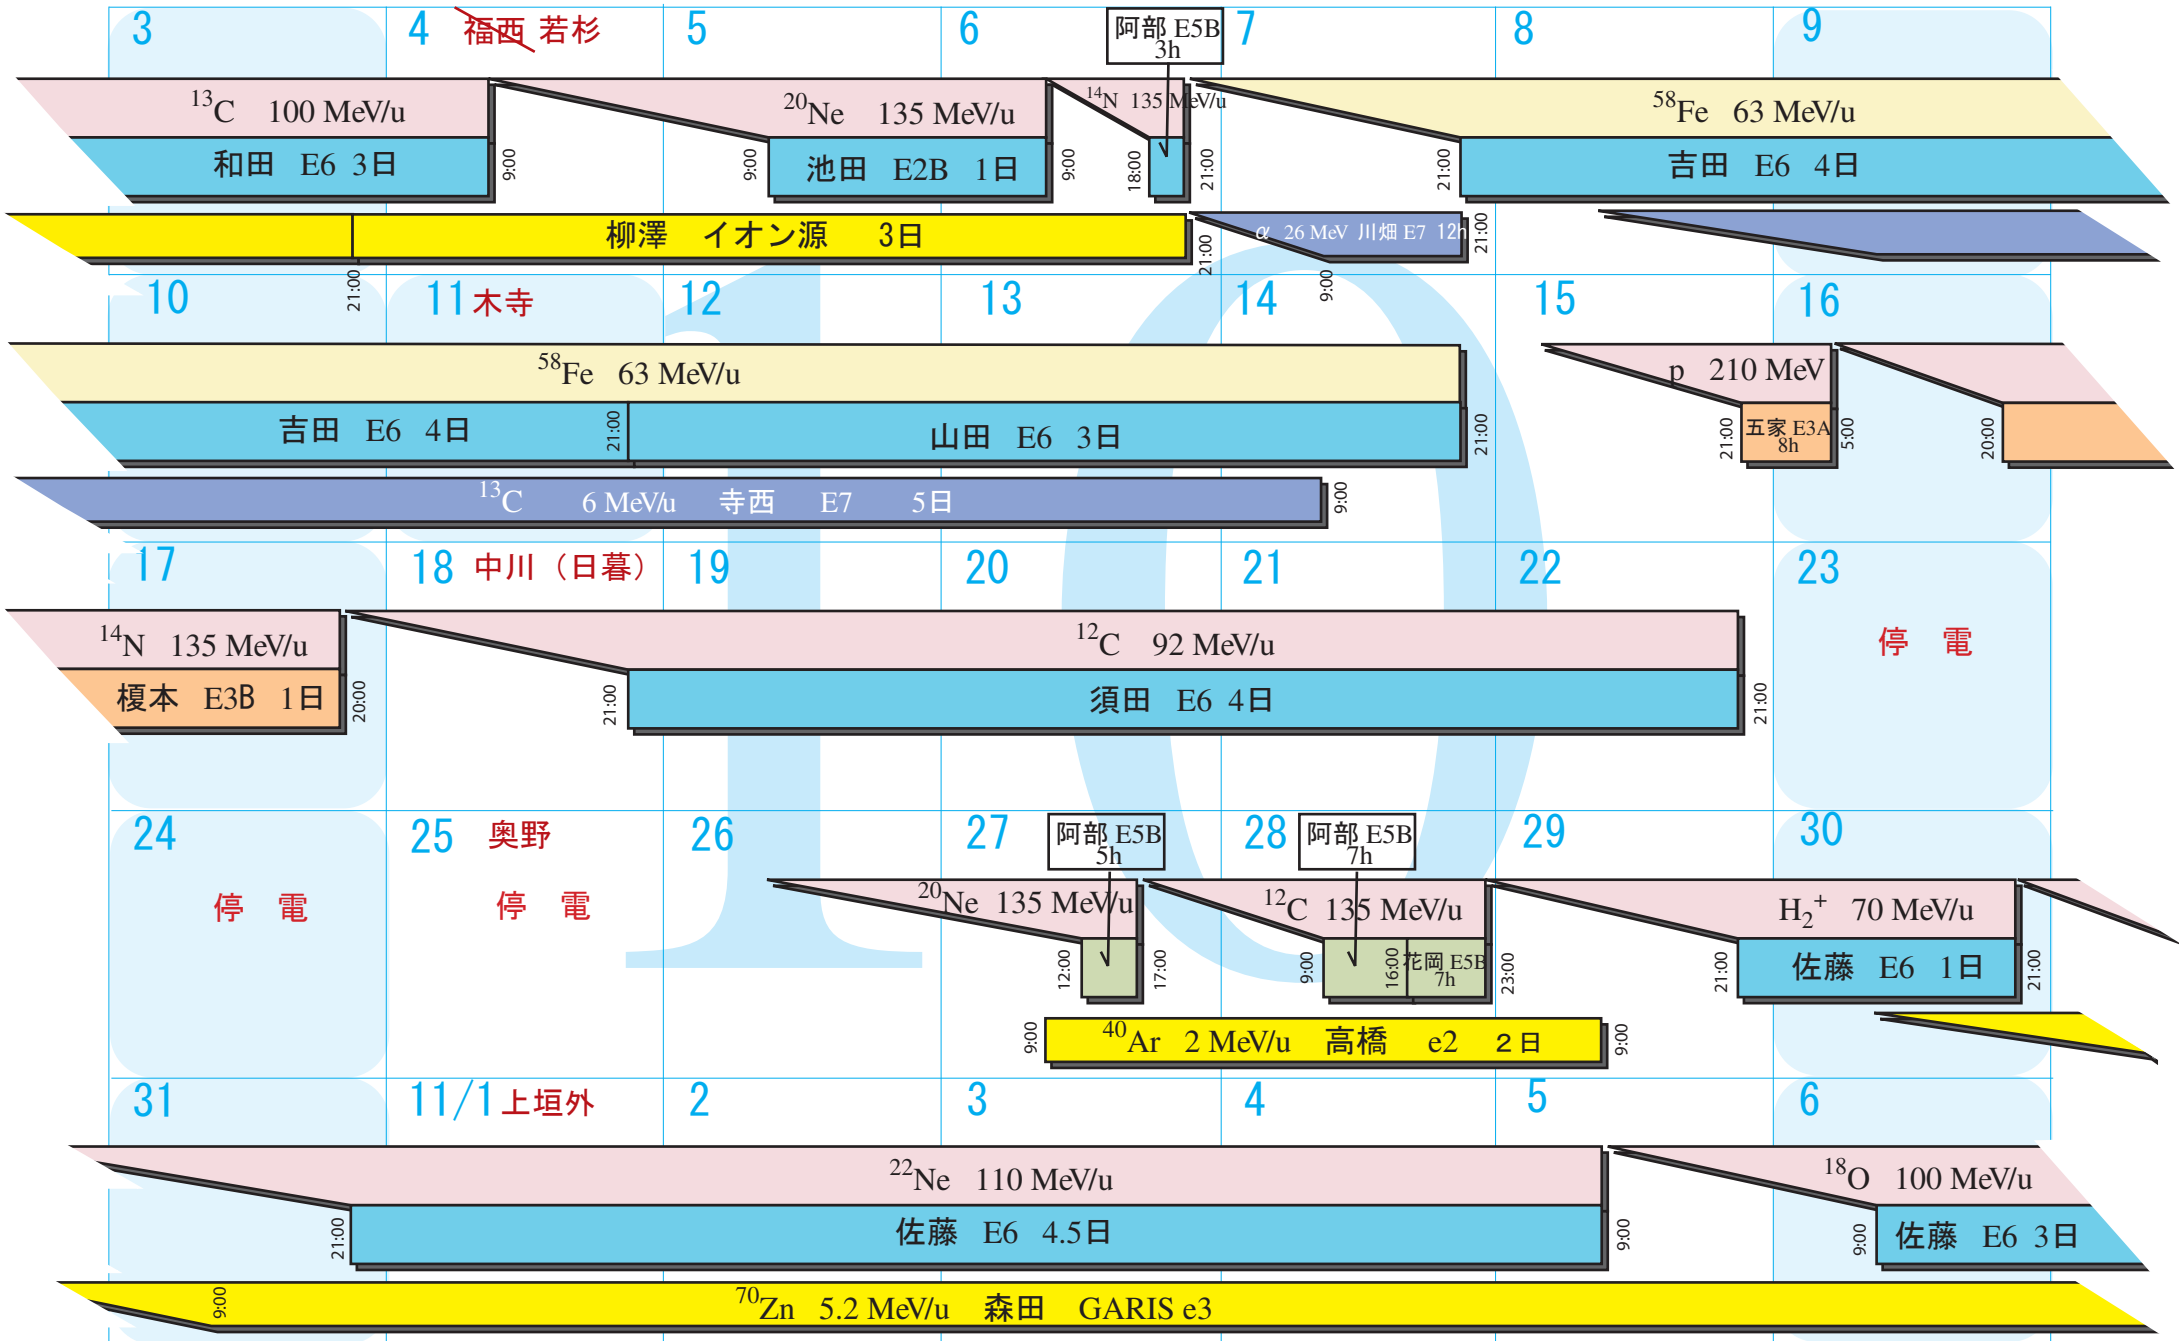 3
4 福西 若杉
5
6
阿部 E5B
3h
7
8
9
¹³C 100 MeV/u
²⁰Ne 135 MeV/u
¹⁴N 135 MeV/u
⁵⁸Fe 63 MeV/u
和田 E6 3日
9:00
9:00
池田 E2B 1日
9:00
18:00
21:00
21:00
吉田 E6 4日
柳澤 イオン源 3日
21:00
21:00
α 26 MeV 川畑 E7 12h
9:00
21:00
10
11 木寺
12
13
14
15
16
⁵⁸Fe 63 MeV/u
p 210 MeV
吉田 E6 4日
21:00
山田 E6 3日
21:00
21:00
五家 E3A
8h
5:00
20:00
¹³C 6 MeV/u 寺西 E7 5日
9:00
17
18 中川（日暮）
19
20
21
22
23
¹⁴N 135 MeV/u
¹²C 92 MeV/u
停 電
榎本 E3B 1日
20:00
21:00
須田 E6 4日
21:00
10
24
25 奥野
26
27
阿部 E5B
5h
28
阿部 E5B
7h
29
30
停 電
停 電
²⁰Ne 135 MeV/u
¹²C 135 MeV/u
H₂⁺ 70 MeV/u
12:00
17:00
9:00
16:00
花岡 E5B
7h
23:00
21:00
佐藤 E6 1日
21:00
9:00
⁴⁰Ar 2 MeV/u 高橋 e2 2日
9:00
31
11/1 上垣外
2
3
4
5
6
²²Ne 110 MeV/u
¹⁸O 100 MeV/u
21:00
佐藤 E6 4.5日
9:00
9:00
佐藤 E6 3日
9:00
⁷⁰Zn 5.2 MeV/u 森田 GARIS e3